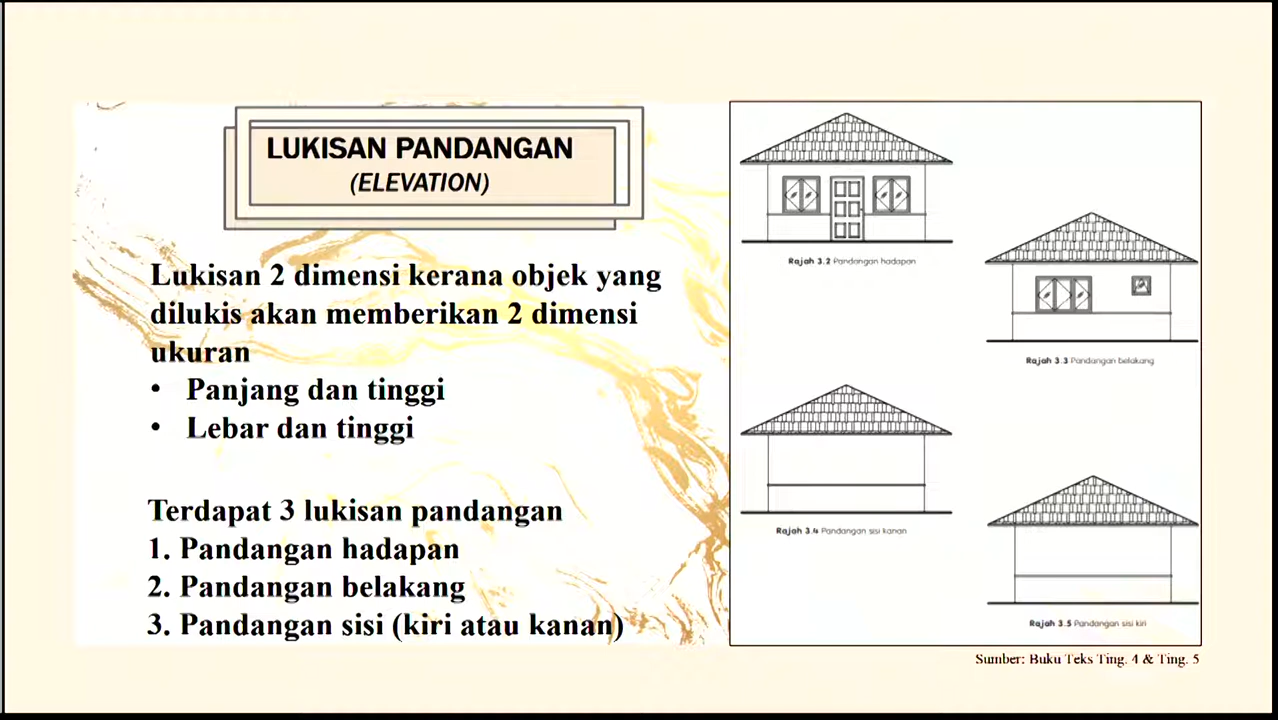 LUKISAN PANDANGAN
(ELEVATION)
Lukisan 2 dimensi kerana objek yang
dilukis akan memberikan 2 dimensi
ukuran
• Panjang dan tinggi
• Lebar dan tinggi
Terdapat 3 lukisan pandangan
1. Pandangan hadapan
2. Pandangan belakang
3. Pandangan sisi (kiri atau kanan)
Rajah 3.2 Pandangan hadapan
Rajah 3.3 Pandangan belakang
Rajah 3.4 Pandangan sisi kanan
Rajah 3.5 Pandangan sisi kiri
Sumber: Buku Teks Ting. 4 & Ting. 5